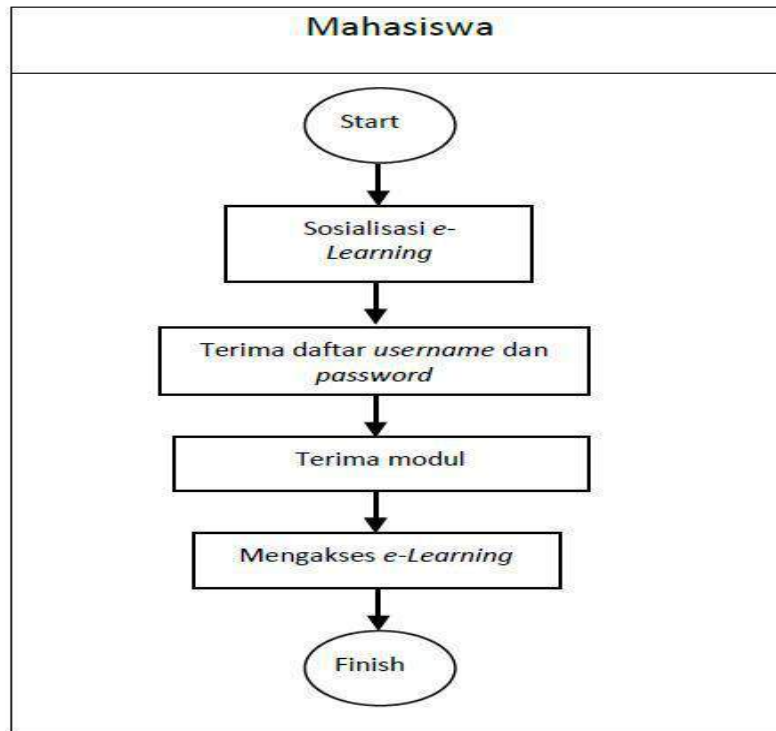 Mahasiswa
Start
Sosialisasi e-
Learning
Terima daftar username dan
password
Terima modul
Mengakses e-Learning
Finish